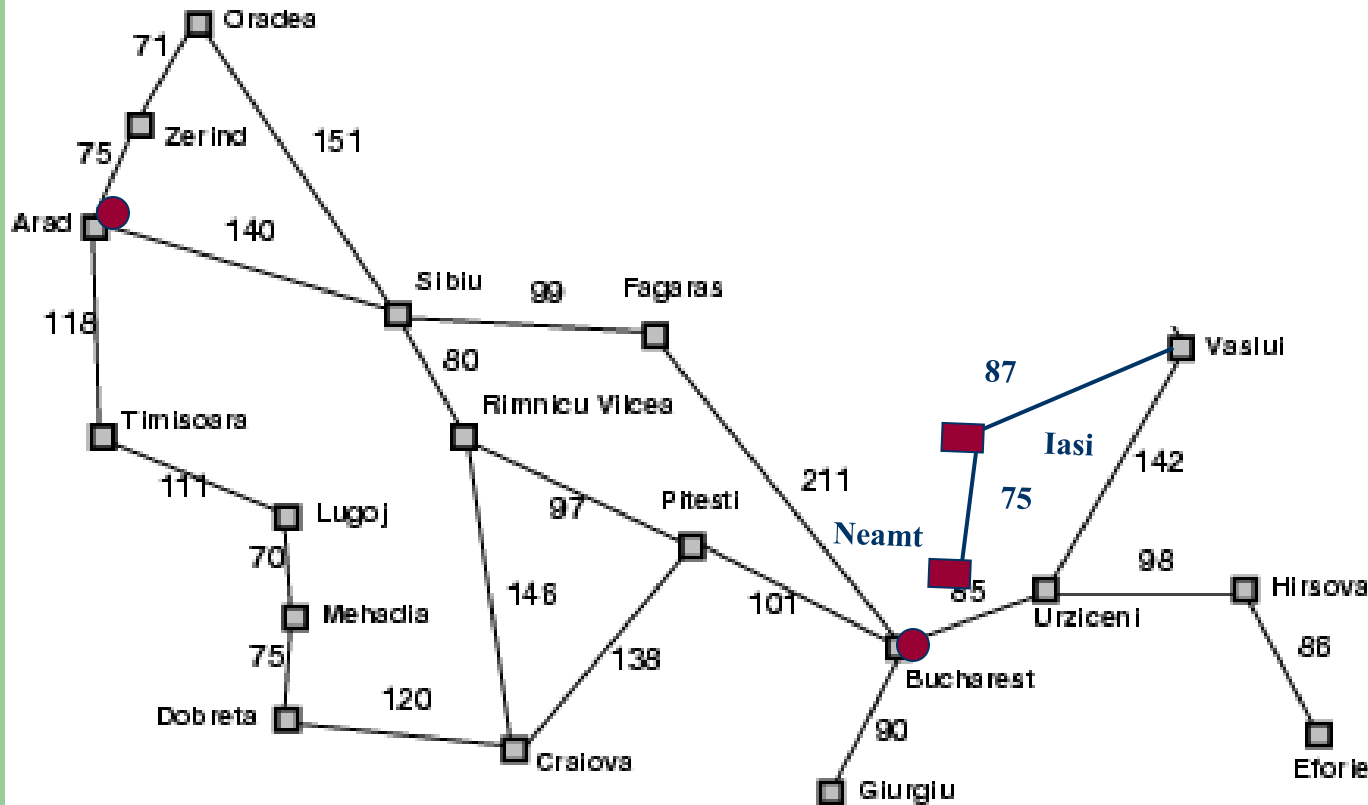 Oradea
71
Zerind
151
75
Arad
140
Sibiu
99
Fagaras
118
80
87
Vaslui
Timisoara
Rimnicu Vilcea
Iasi
142
111
211
75
Lugoj
97
Pitesti
Neamt
70
98
Hirsova
146
101
85
Mehadia
Urziceni
75
138
86
Bucharest
Dobreta
120
90
Craiova
Eforie
Giurgiu